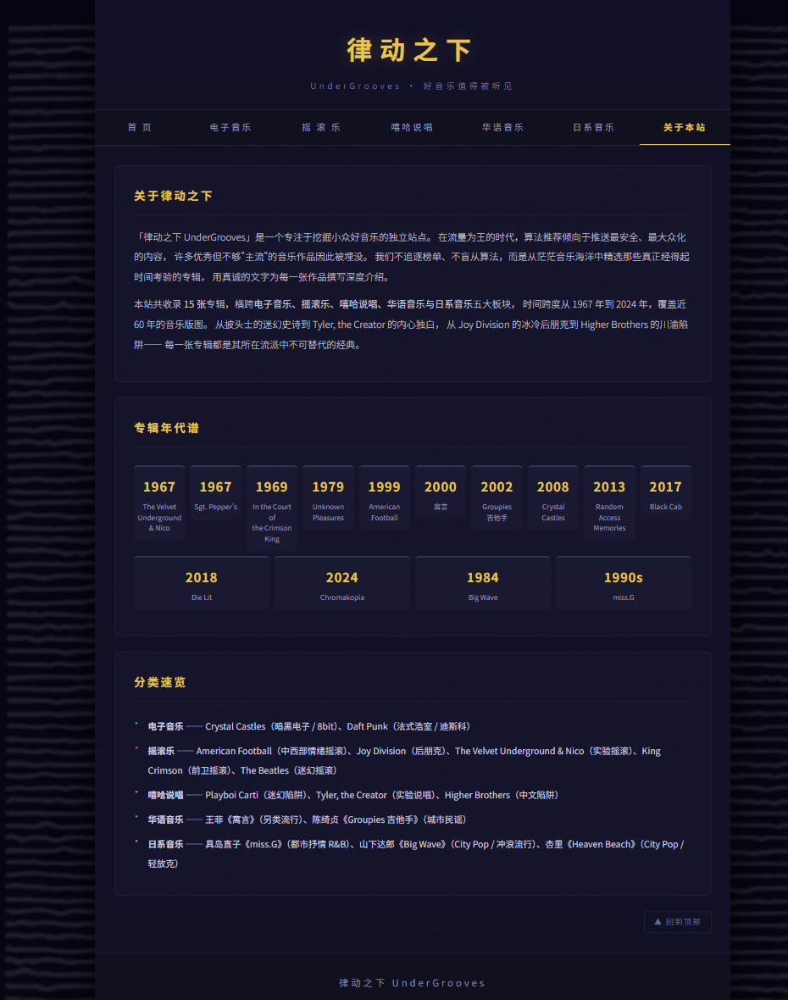 律动之下
UnderGrooves · 好音乐值得被听见
首 页 电子音乐 摇 滚 乐 嘻哈说唱 华语音乐 日系音乐 关于本站
关于律动之下
「律动之下 UnderGrooves」是一个专注于挖掘小众好音乐的独立站点。 在流量为王的时代，算法推荐倾向于推送最安全、最大众化
的内容， 许多优秀但不够"主流"的音乐作品因此被埋没。 我们不追逐榜单、不盲从算法，而是从茫茫音乐海洋中精选那些真正经得起
时间考验的专辑， 用真诚的文字为每一张作品撰写深度介绍。
本站共收录 15 张专辑，横跨电子音乐、摇滚乐、嘻哈说唱、华语音乐与日系音乐五大板块， 时间跨度从 1967 年到 2024 年，覆盖近
60 年的音乐版图。 从披头士的迷幻史诗到 Tyler, the Creator 的内心独白， 从 Joy Division 的冰冷后朋克到 Higher Brothers 的川渝陷
阱—— 每一张专辑都是其所在流派中不可替代的经典。
专辑年代谱
1967
The Velvet
Underground
& Nico
1967
Sgt. Pepper's
1969
In the Court
of
the Crimson
King
1979
Unknown
Pleasures
1999
American
Football
2000
寓言
2002
Groupies
吉他手
2008
Crystal
Castles
2013
Random
Access
Memories
2017
Black Cab
2018
Die Lit
2024
Chromakopia
1984
Big Wave
1990s
miss.G
分类速览
电子音乐 —— Crystal Castles（暗黑电子 / 8bit）、Daft Punk（法式浩室 / 迪斯科）
摇滚乐 —— American Football（中西部情绪摇滚）、Joy Division（后朋克）、The Velvet Underground & Nico（实验摇滚）、King
Crimson（前卫摇滚）、The Beatles（迷幻摇滚）
嘻哈说唱 —— Playboi Carti（迷幻陷阱）、Tyler, the Creator（实验说唱）、Higher Brothers（中文陷阱）
华语音乐 —— 王菲《寓言》（另类流行）、陈绮贞《Groupies 吉他手》（城市民谣）
日系音乐 —— 具岛直子《miss.G》（都市抒情 R&B）、山下达郎《Big Wave》（City Pop / 冲浪流行）、杏里《Heaven Beach》（City Pop /
轻放克）
▲ 回到顶部
律动之下 UnderGrooves